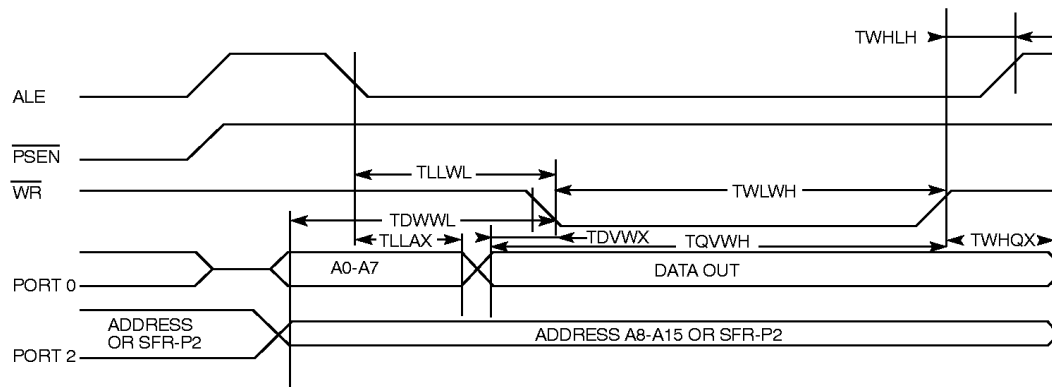 TWHLH
ALE
PSEN
TLLWL
WR
TWLWH
TDWWL
TDVWX
TLLAX
TQVWH
TWHQX
A0-A7
DATA OUT
PORT 0
ADDRESS
OR SFR-P2
ADDRESS A8-A15 OR SFR-P2
PORT 2